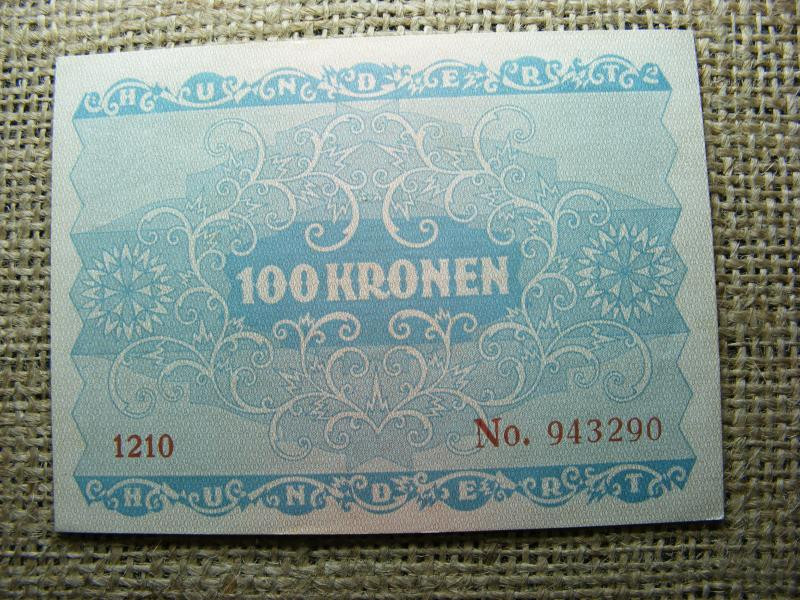 HUNDERT
100 KRONEN
1210 No. 943290
HUNDERT